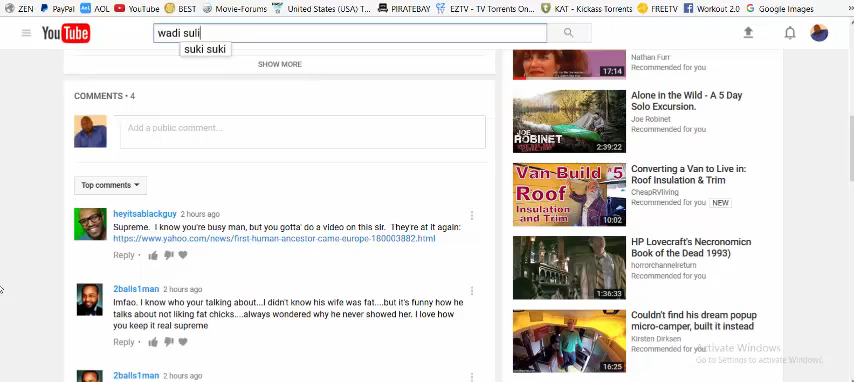 ZEN PayPal AOL YouTube BEST Movie-Forums United States (USA) T... PIRATEBAY EZTV - TV Torrents On... KAT - Kickass Torrents FREETV Workout 2.0 Google Images
YouTube
wadi suli
suki suki
SHOW MORE
COMMENTS • 4
Add a public comment...
Top comments
heyitsablackguy 2 hours ago
Supreme. I know you're busy man, but you gotta' do a video on this sir. They're at it again:
https://www.yahoo.com/news/first-human-ancestor-came-europe-180003882.html
Reply •
2balls1man 2 hours ago
lmfao. I know who your talking about...I didn't know his wife was fat....but it's funny how he
talks about not liking fat chicks....always wondered why he never showed her. I love how
you keep it real supreme
Reply •
2balls1man 2 hours ago
17:14
Nathan Furr
Recommended for you
JOE
ROBINET
2:39:22
Alone in the Wild - A 5 Day
Solo Excursion.
Joe Robinet
Recommended for you
Van-Build #5
Roof
Insulation
and Trim
10:02
Converting a Van to Live in:
Roof Insulation & Trim
CheapRVliving
Recommended for you NEW
1:36:33
HP Lovecraft's Necronomicn
Book of the Dead 1993)
horrorchannelreturn
Recommended for you
16:25
Couldn't find his dream popup
micro-camper, built it instead
Kirsten Dirksen
Recommended for you
Activate Windows
Go to Settings to activate Windows.